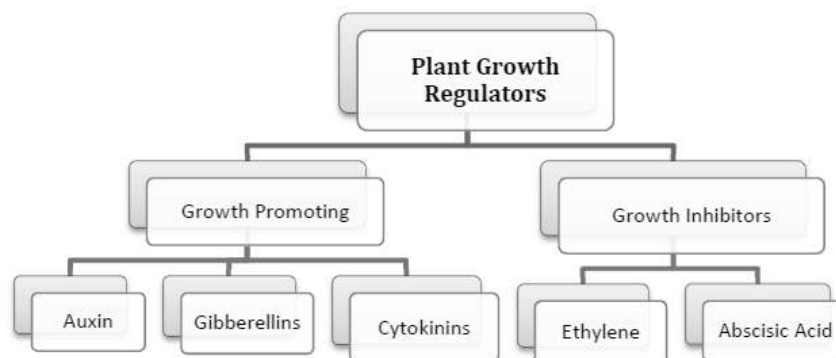 Plant Growth
Regulators
Growth Promoting
Growth Inhibitors
Auxin
Gibberellins
Cytokinins
Ethylene
Abscisic Acid